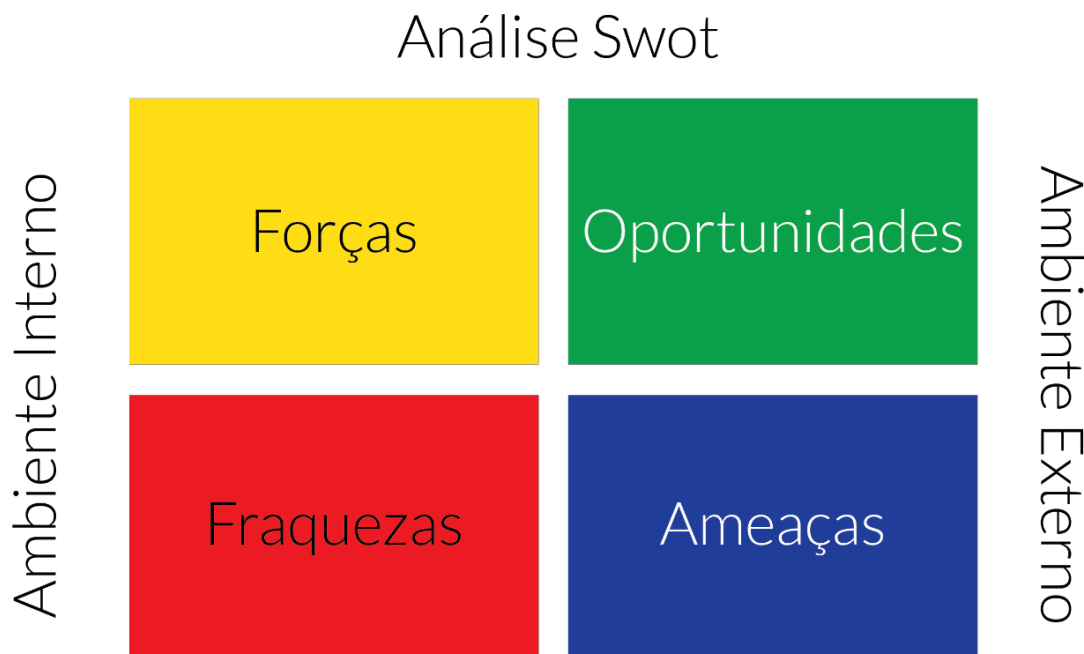 Análise Swot
Ambiente Interno
Forças
Oportunidades
Fraquezas
Ameaças
Ambiente Externo